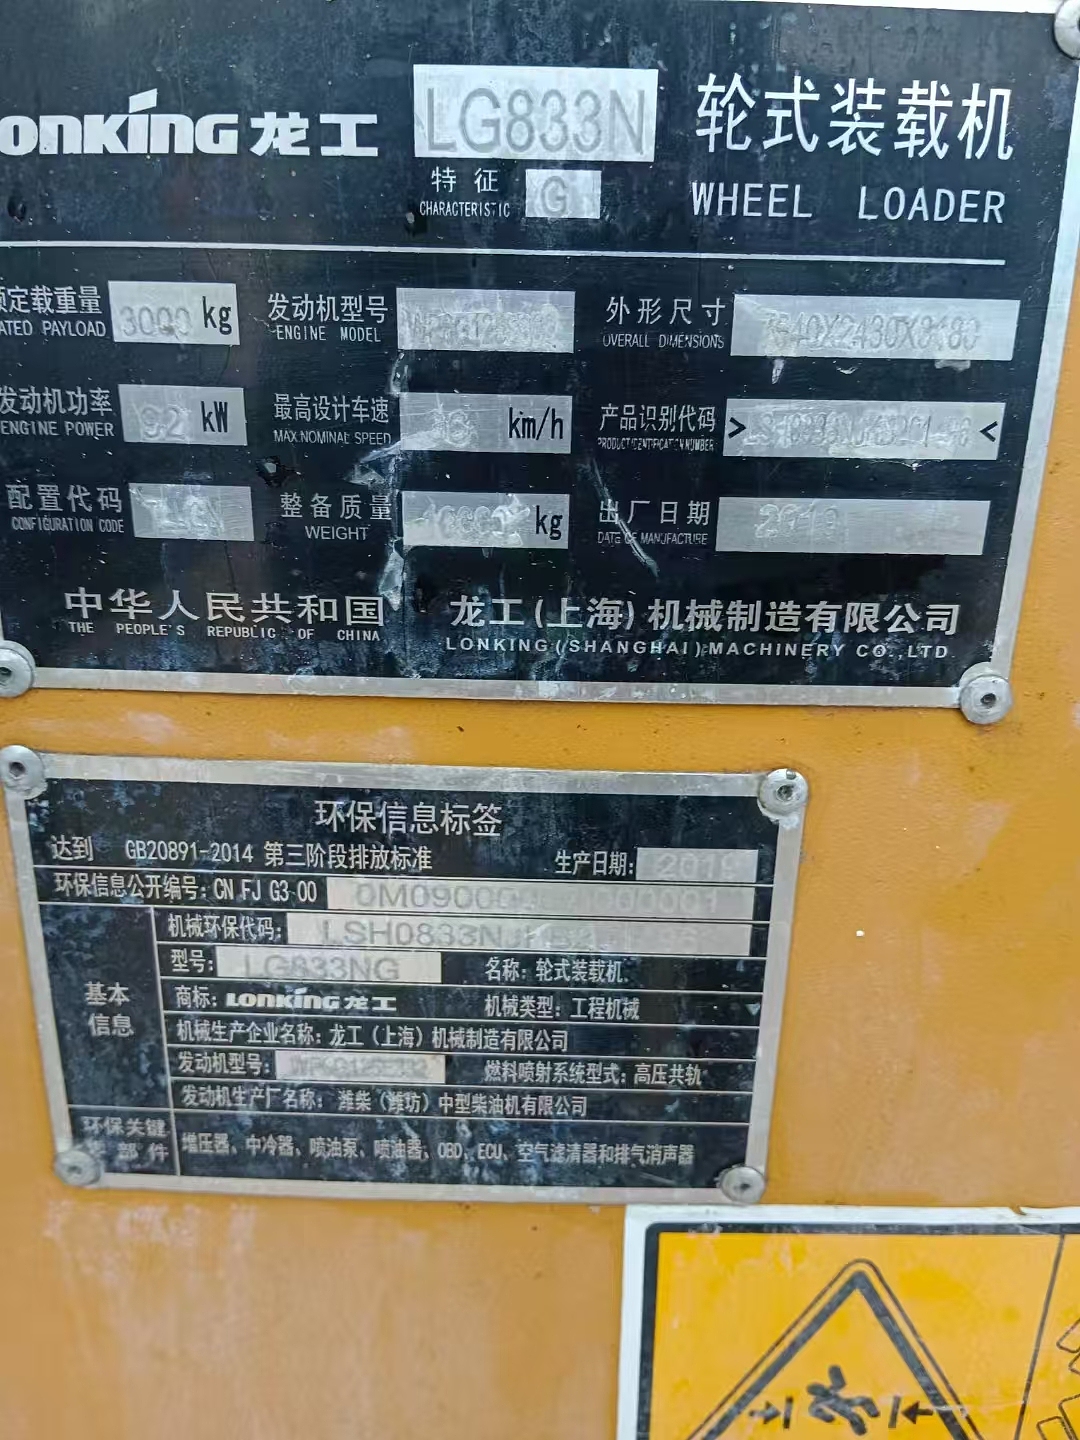 LONKING 龙工 LG833N 轮式装载机
特征 G
CHARACTERISTIC WHEEL LOADER
额定载重量 3000 kg 发动机型号 外形尺寸
RATED PAYLOAD ENGINE MODEL OVERALL DIMENSIONS
发动机功率 92 kW 最高设计车速 km/h 产品识别代码 > <
ENGINE POWER MAX.NOMINAL SPEED PRODUCT IDENTIFICATION NUMBER
配置代码 整备质量 kg 出厂日期
CONFIGURATION CODE WEIGHT DATE OF MANUFACTURE
中华人民共和国 龙工(上海)机械制造有限公司
THE PEOPLE'S REPUBLIC OF CHINA LONKING(SHANGHAI)MACHINERY CO.,LTD.
环保信息标签
达到 GB20891-2014 第三阶段排放标准 生产日期:
环保信息公开编号: CN FJ G3 00
机械环保代码:
型号: LG833NG 名称: 轮式装载机
基本信息
商标: LONKING 龙工 机械类型: 工程机械
机械生产企业名称: 龙工(上海)机械制造有限公司
发动机型号: 燃料喷射系统型式: 高压共轨
发动机生产厂名称: 潍柴(潍坊)中型柴油机有限公司
环保关键部件 增压器、中冷器、喷油泵、喷油器、OBD、ECU、空气滤清器和排气消声器